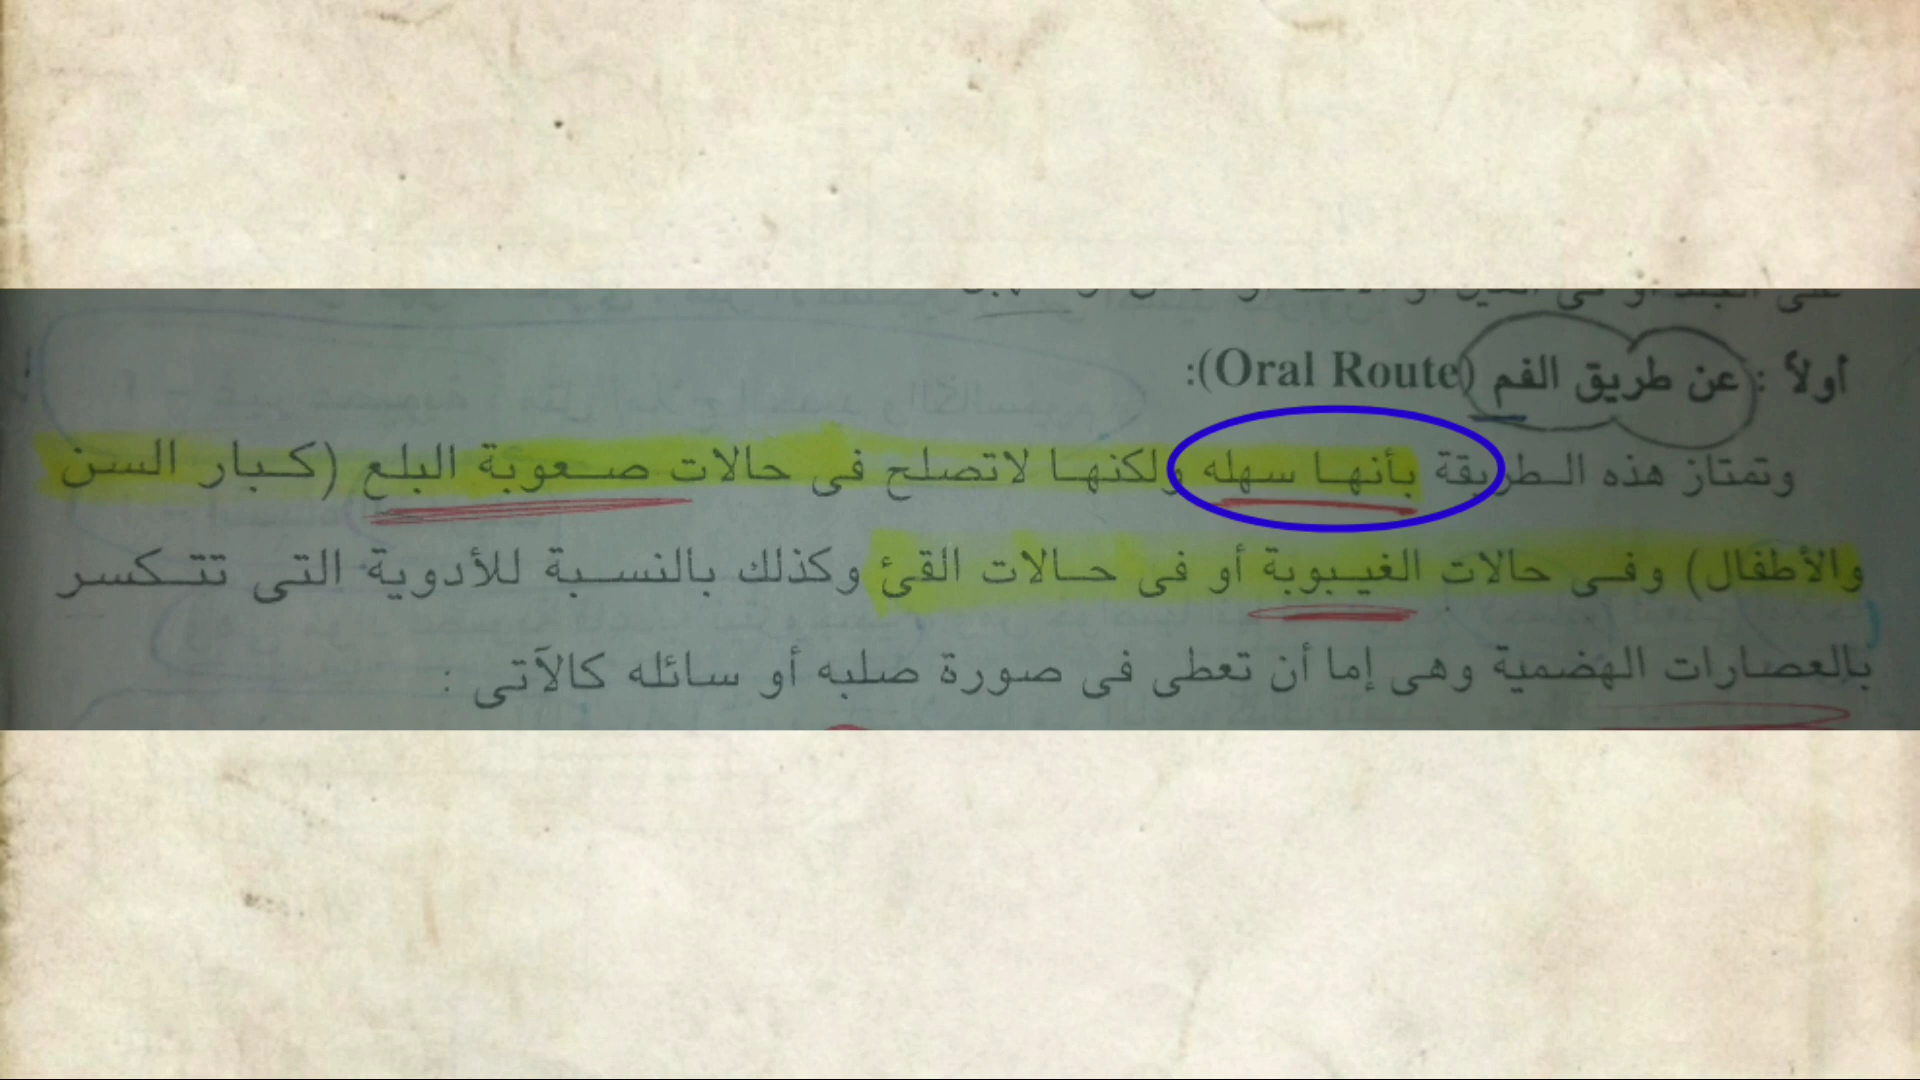 أولاً : عن طريق الفم (Oral Route):
وتمتاز هذه الطريقة بأنها سهله ولكنها لاتصلح فى حالات صعوبة البلع (كبار السن
والأطفال) وفى حالات الغيبوبة أو فى حالات القئ وكذلك بالنسبة للأدوية التى تتكسر
بالعصارات الهضمية وهى إما أن تعطى فى صورة صلبه أو سائله كالآتى :